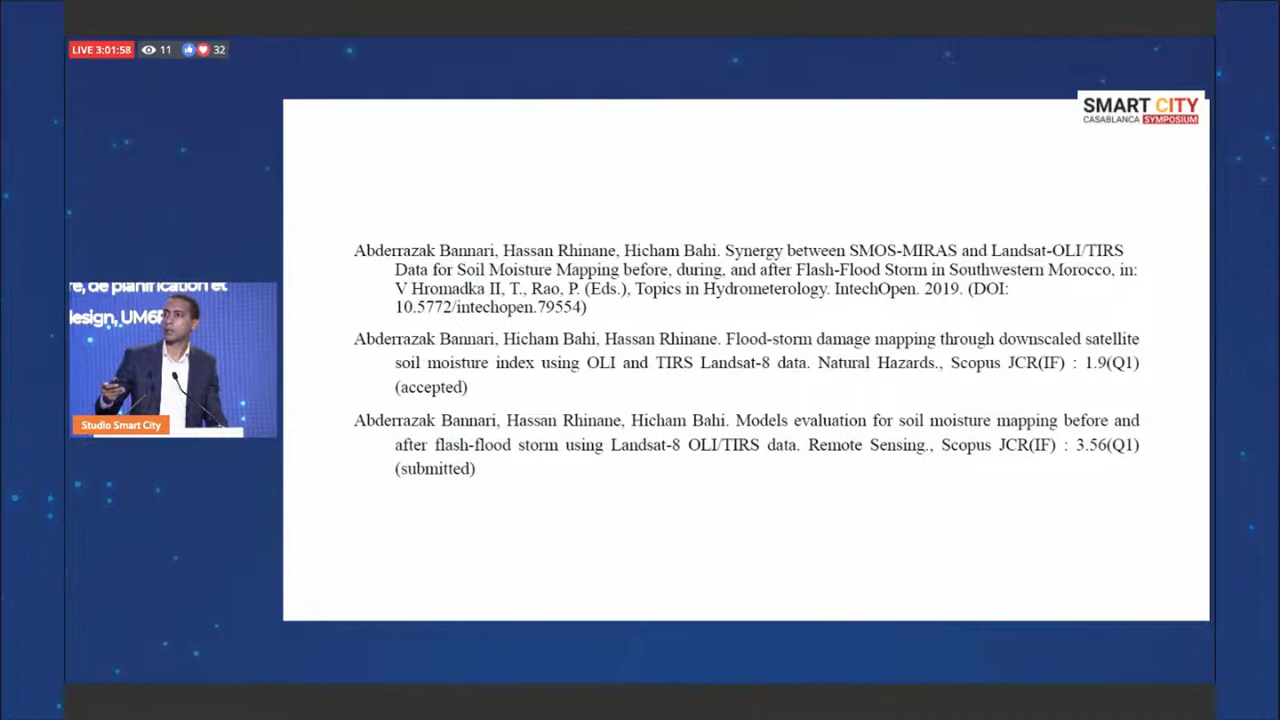 LIVE 3:01:58
11
32
SMART CITY
CASABLANCA SYMPOSIUM
Abderrazak Bannari, Hassan Rhinane, Hicham Bahi. Synergy between SMOS-MIRAS and Landsat-OLI/TIRS
Data for Soil Moisture Mapping before, during, and after Flash-Flood Storm in Southwestern Morocco, in:
V Hromadka II, T., Rao, P. (Eds.), Topics in Hydrometerology. IntechOpen. 2019. (DOI:
10.5772/intechopen.79554)
Abderrazak Bannari, Hicham Bahi, Hassan Rhinane. Flood-storm damage mapping through downscaled satellite
soil moisture index using OLI and TIRS Landsat-8 data. Natural Hazards., Scopus JCR(IF) : 1.9(Q1)
(accepted)
Abderrazak Bannari, Hassan Rhinane, Hicham Bahi. Models evaluation for soil moisture mapping before and
after flash-flood storm using Landsat-8 OLI/TIRS data. Remote Sensing., Scopus JCR(IF) : 3.56(Q1)
(submitted)
re, de planification et
design, UM6P
Studio Smart City